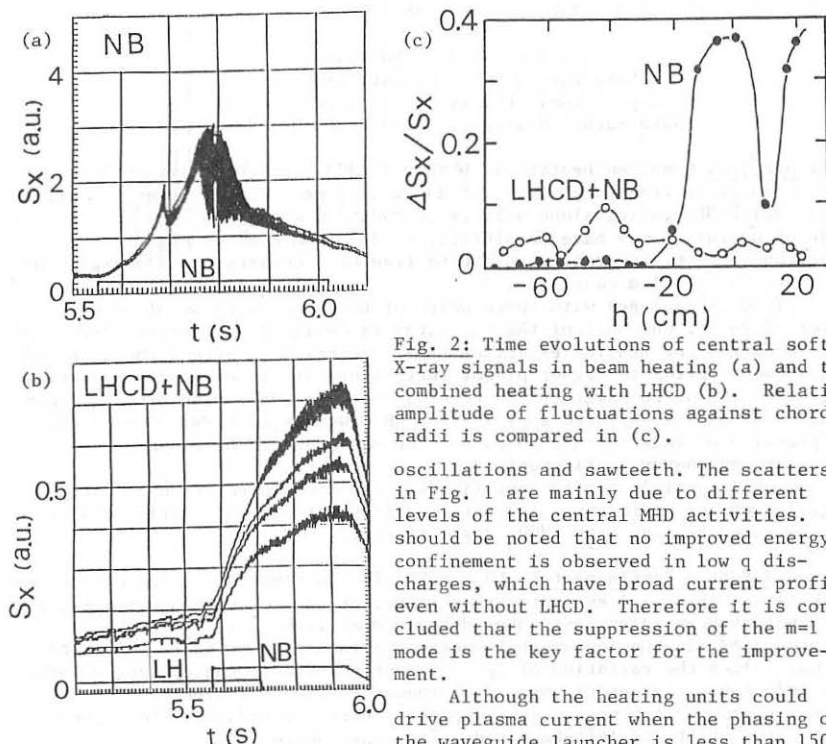 (a)
NB
4
2
0
Sx (a.u.)
NB
5.5
6.0
t(s)
(b)
LHCD+NB
0.5
0
Sx (a.u.)
LH
NB
5.6
5.8
6.0
t(s)
(c)
0.4
0.2
0
ΔSx/Sx
NB
LHCD+NB
-60
-20
20
h(cm)
Fig. 2: Time evolutions of central soft
X-ray signals in beam heating (a) and
combined heating with LHCD (b). 
amplitude of fluctuations against chord
radii is compared in (c).
oscillations and sawteeth. The scatters
in Fig. 1 are mainly due to different
levels of the central MHD activities.
should be noted that no improved energy
confinement is observed in low q dis-
charges, which have broad current
even without LHCD. Therefore it is con
cluded that the suppression of the m=1
mode is the key factor for the improve-
ment.
Although the heating units could
drive plasma current when the phasing
the waveguide launcher is less than 150